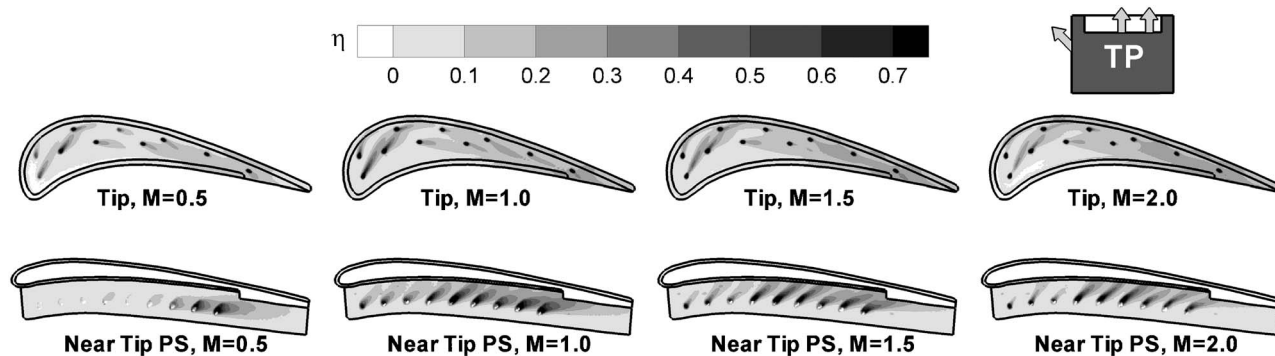 η
0 0.1 0.2 0.3 0.4 0.5 0.6 0.7
TP
Tip, M=0.5 Tip, M=1.0 Tip, M=1.5 Tip, M=2.0
Near Tip PS, M=0.5 Near Tip PS, M=1.0 Near Tip PS, M=1.5 Near Tip PS, M=2.0